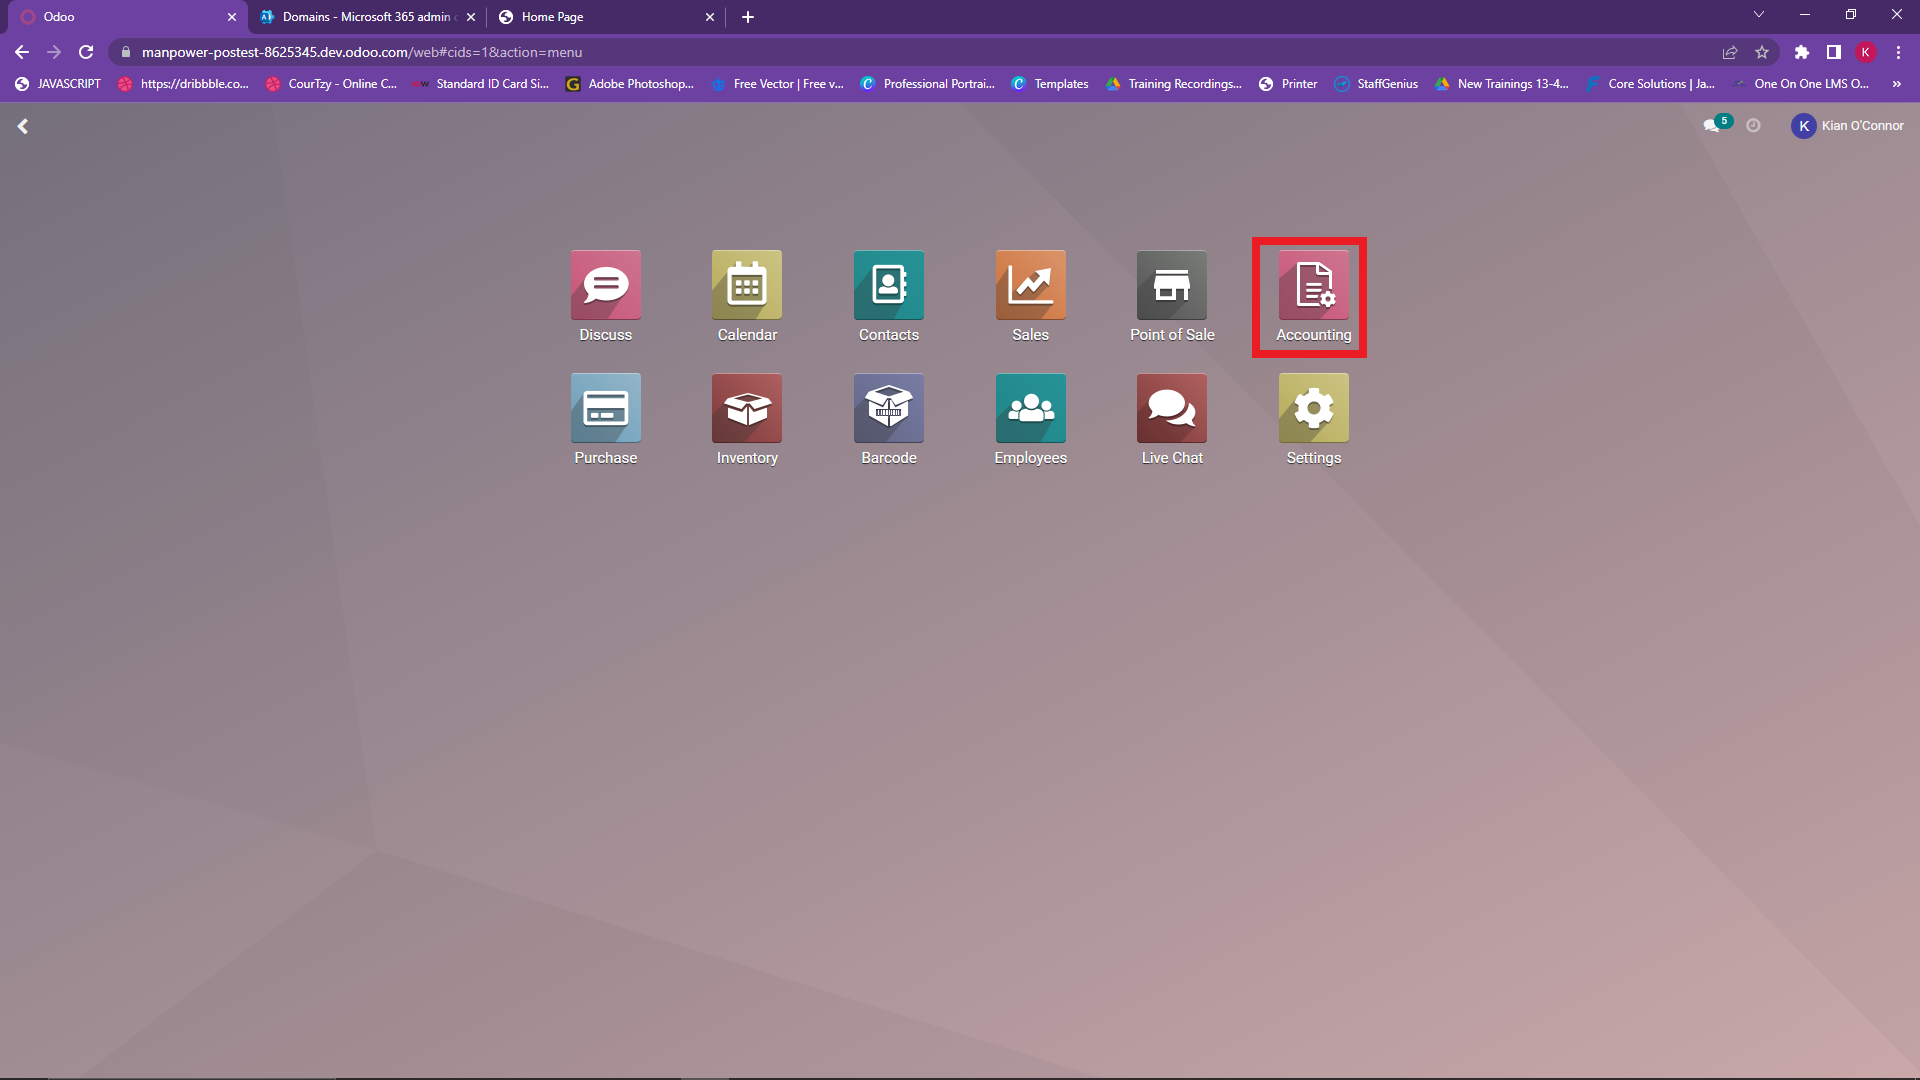 Odoo
Domains - Microsoft 365 admin c
Home Page
manpower-postest-8625345.dev.odoo.com/web#cids=1&action=menu
K
JAVASCRIPT
https://dribbble.co...
CourTzy - Online C...
Standard ID Card Si...
Adobe Photoshop...
Free Vector | Free v...
Professional Portrai...
Templates
Training Recordings...
Printer
StaffGenius
New Trainings 13-4...
Core Solutions | Ja...
One On One LMS O...
»
5
K
Kian O'Connor
Discuss
Calendar
Contacts
Sales
Point of Sale
Accounting
Purchase
Inventory
Barcode
Employees
Live Chat
Settings